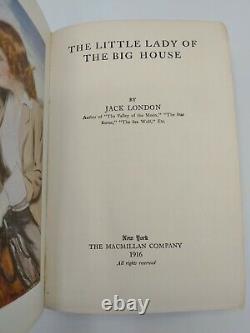 THE LITTLE LADY OF
THE BIG HOUSE
BY
JACK LONDON
Author of "The Valley of the Moon," "The Star
Rover," "The Sea Wolf," Etc.
New York
THE MACMILLAN COMPANY
1916
All rights reserved